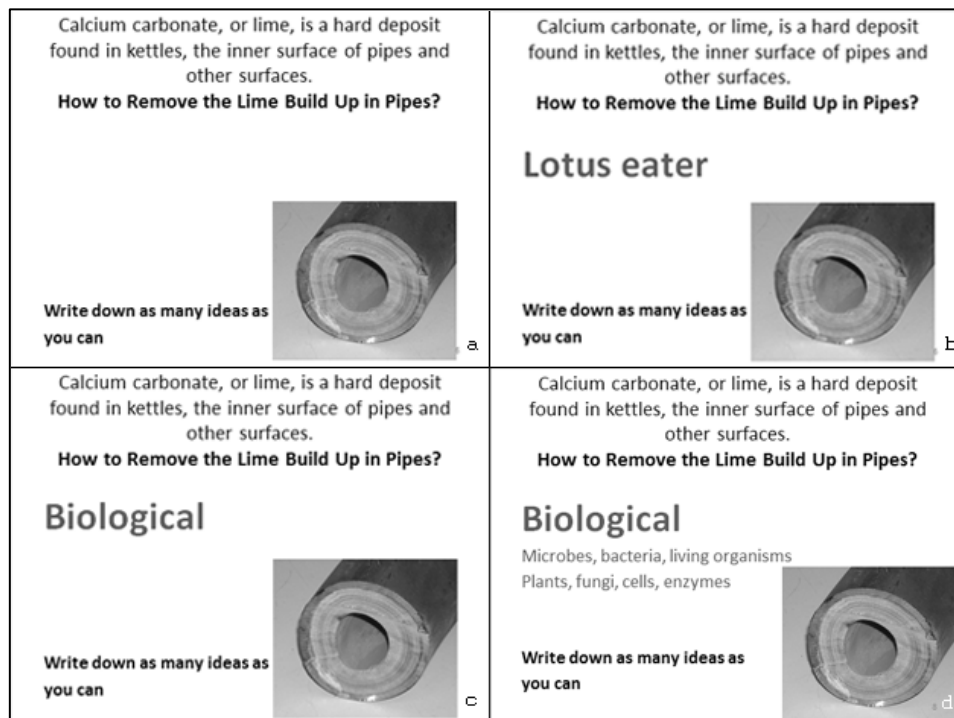 Calcium carbonate, or lime, is a hard deposit
found in kettles, the inner surface of pipes and
other surfaces.
How to Remove the Lime Build Up in Pipes?
Write down as many ideas as
you can
a
Calcium carbonate, or lime, is a hard deposit
found in kettles, the inner surface of pipes and
other surfaces.
How to Remove the Lime Build Up in Pipes?
Lotus eater
Write down as many ideas as
you can
b
Calcium carbonate, or lime, is a hard deposit
found in kettles, the inner surface of pipes and
other surfaces.
How to Remove the Lime Build Up in Pipes?
Biological
Write down as many ideas as
you can
c
Calcium carbonate, or lime, is a hard deposit
found in kettles, the inner surface of pipes and
other surfaces.
How to Remove the Lime Build Up in Pipes?
Biological
Microbes, bacteria, living organisms
Plants, fungi, cells, enzymes
Write down as many ideas as
you can
d